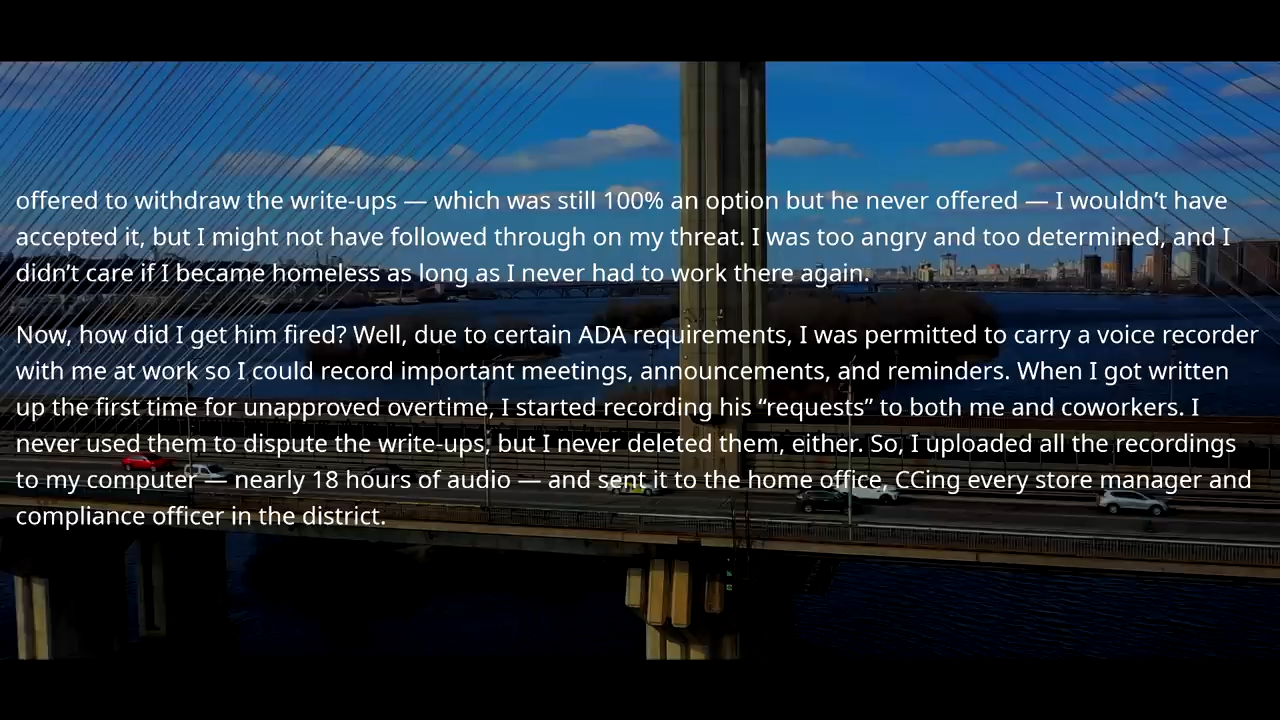 offered to withdraw the write-ups — which was still 100% an option but he never offered — I wouldn’t have
accepted it, but I might not have followed through on my threat. I was too angry and too determined, and I
didn’t care if I became homeless as long as I never had to work there again.
Now, how did I get him fired? Well, due to certain ADA requirements, I was permitted to carry a voice recorder
with me at work so I could record important meetings, announcements, and reminders. When I got written
up the first time for unapproved overtime, I started recording his “requests” to both me and coworkers. I
never used them to dispute the write-ups, but I never deleted them, either. So, I uploaded all the recordings
to my computer — nearly 18 hours of audio — and sent it to the home office, CCing every store manager and
compliance officer in the district.